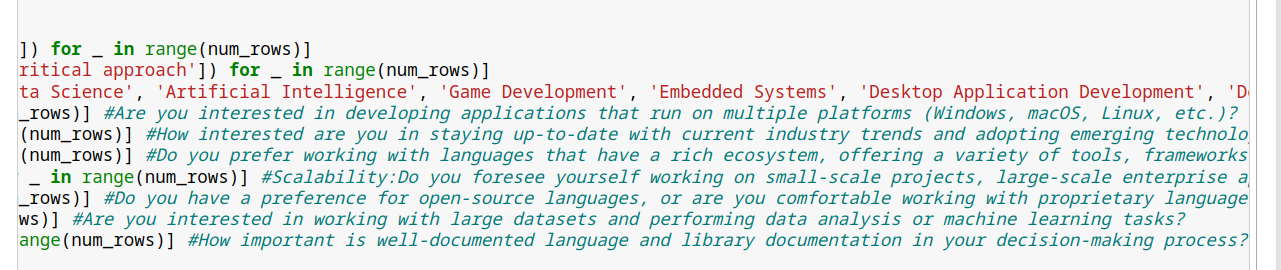 ]) for _ in range(num_rows)]
ritical approach']) for _ in range(num_rows)]
ta Science', 'Artificial Intelligence', 'Game Development', 'Embedded Systems', 'Desktop Application Development', 'D
_rows)] #Are you interested in developing applications that run on multiple platforms (Windows, macOS, Linux, etc.)?
(num_rows)] #How interested are you in staying up-to-date with current industry trends and adopting emerging technolo
(num_rows)] #Do you prefer working with languages that have a rich ecosystem, offering a variety of tools, frameworks
_ in range(num_rows)] #Scalability:Do you foresee yourself working on small-scale projects, large-scale enterprise a
_rows)] #Do you have a preference for open-source languages, or are you comfortable working with proprietary language
ws)] #Are you interested in working with large datasets and performing data analysis or machine learning tasks?
ange(num_rows)] #How important is well-documented language and library documentation in your decision-making process?